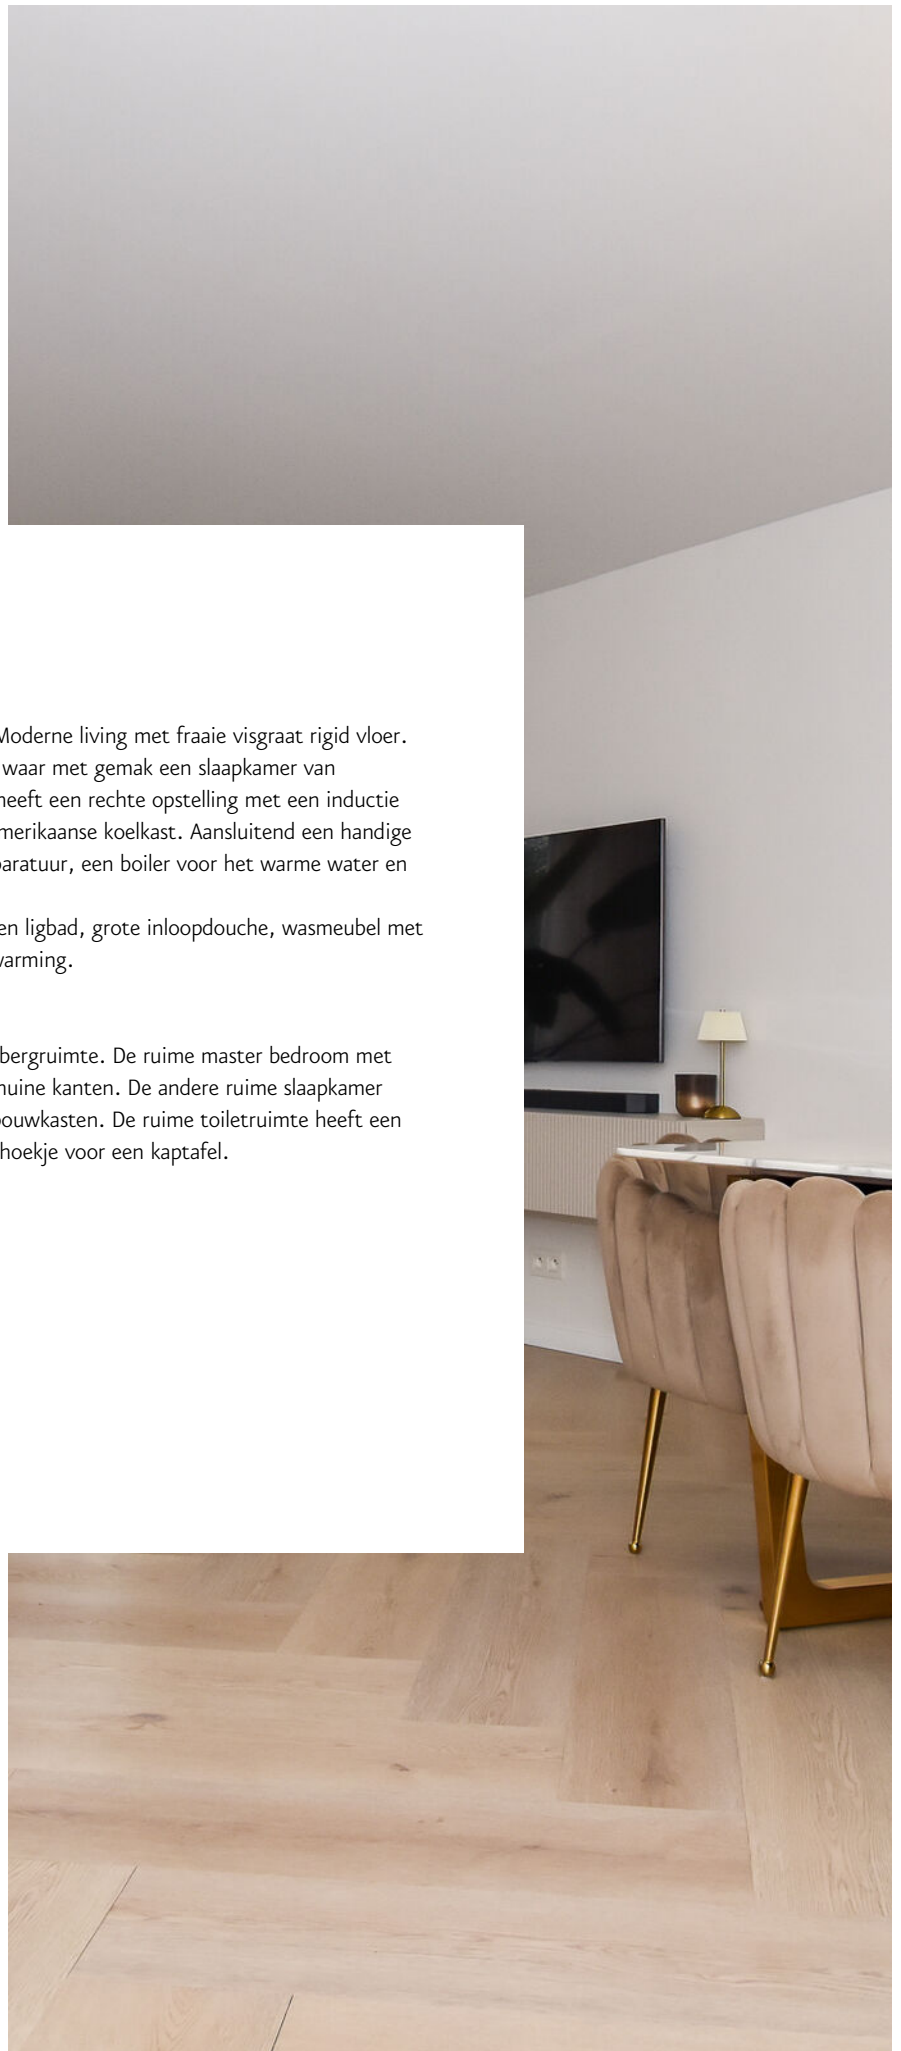 Moderne living met fraaie visgraat rigid vloer.
waar met gemak een slaapkamer van
heeft een rechte opstelling met een inductie
merikaanse koelkast. Aansluitend een handige
paratuur, een boiler voor het warme water en
en ligbad, grote inloopdouche, wasmeubel met
warming.
bergruimte. De ruime master bedroom met
huine kanten. De andere ruime slaapkamer
bouwkasten. De ruime toiletruimte heeft een
hoekje voor een kaptafel.